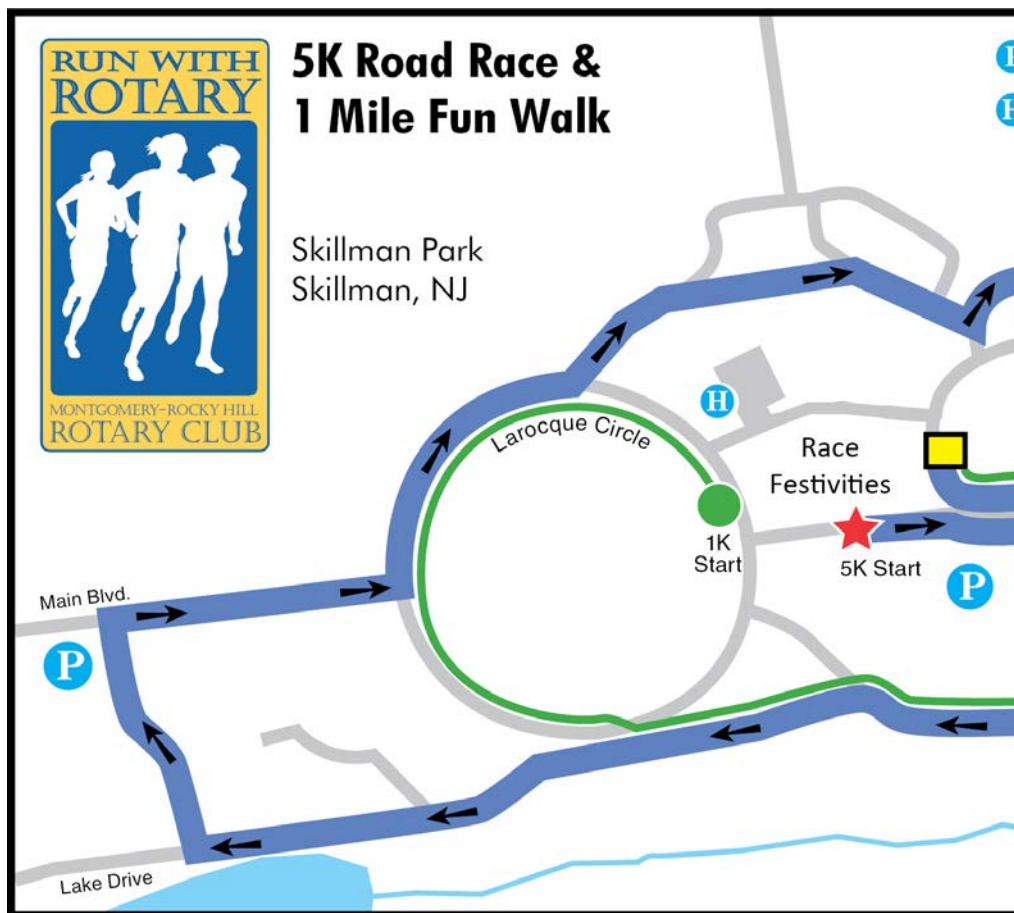 RUN WITH
ROTARY
MONTGOMERY-ROCKY HILL
ROTARY CLUB
5K Road Race &
1 Mile Fun Walk
Skillman Park
Skillman, NJ
H
H
Larocque Circle
Race
Festivities
1K
Start
5K Start
P
Main Blvd.
P
Lake Drive